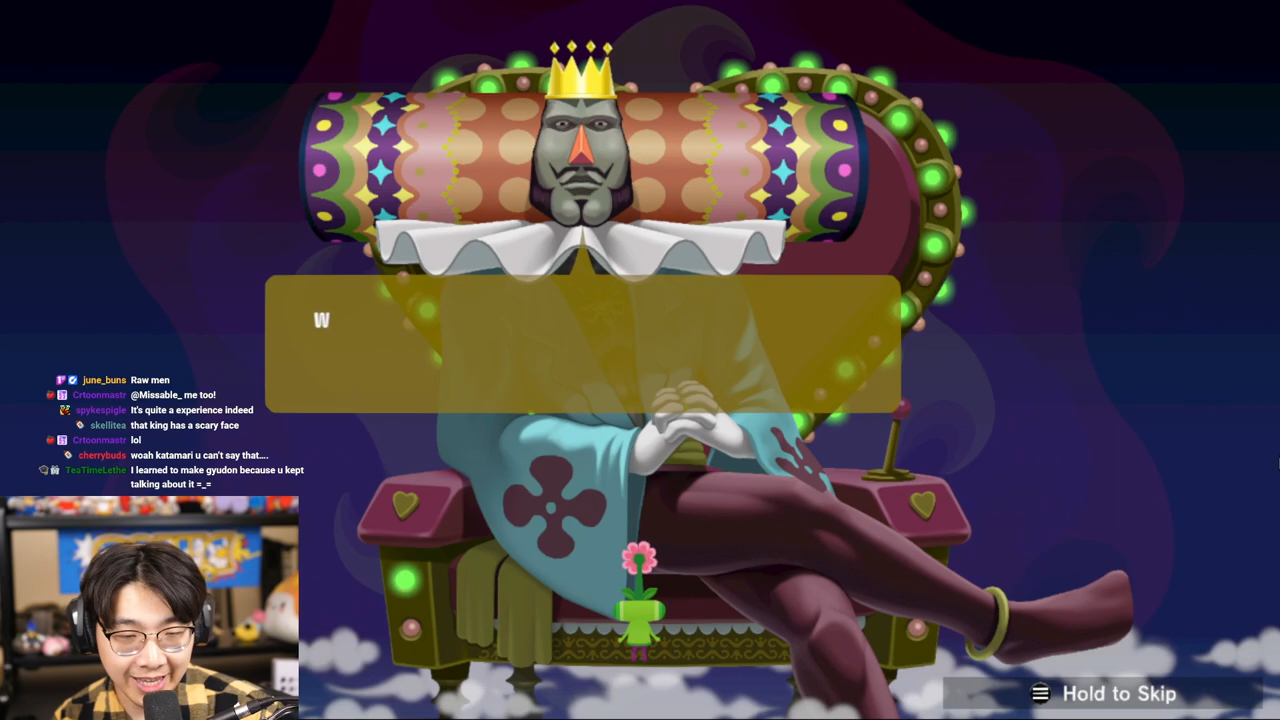 W
june_buns Raw men
Crtoonmastr @Missable_ me too!
spykespigle It's quite a experience indeed
skellitea that king has a scary face
Crtoonmastr lol
cherrybuds woah katamari u can't say that....
TeaTimeLethe I learned to make gyudon because u kept
talking about it =_=
Hold to Skip